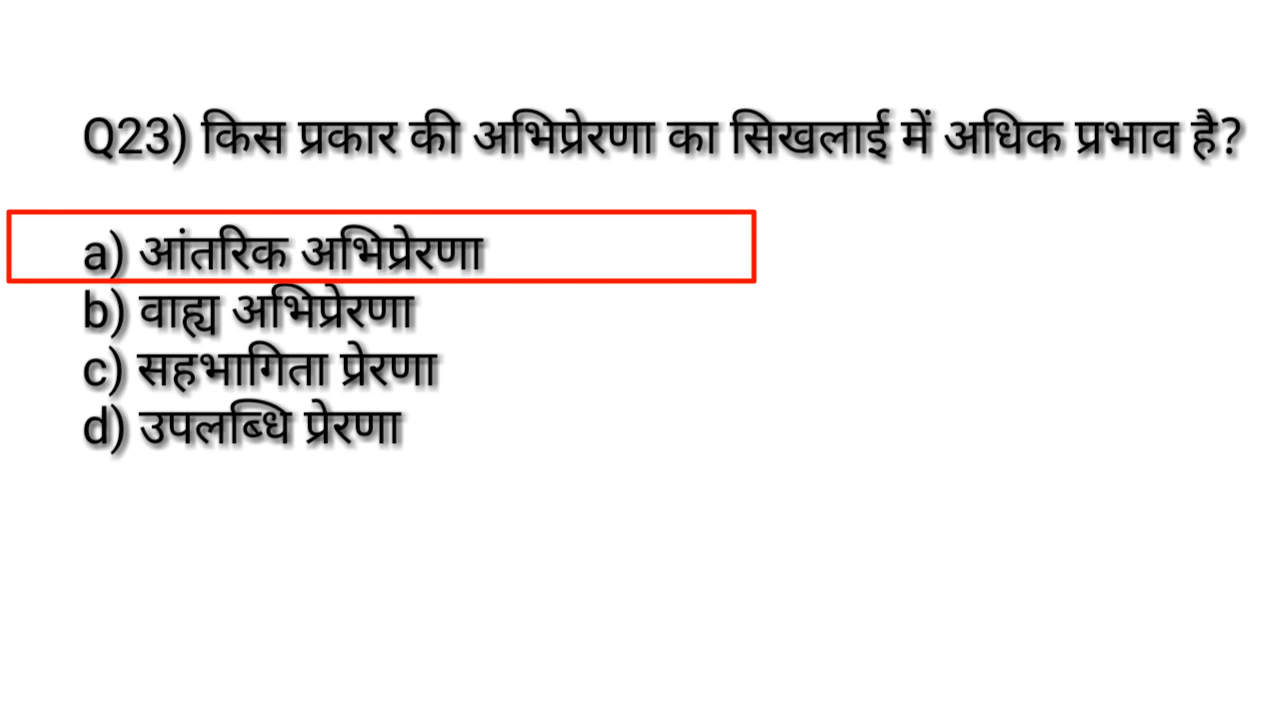 Q23) किस प्रकार की अभिप्रेरणा का सिखलाई में अधिक प्रभाव है?
a) आंतरिक अभिप्रेरणा
b) वाह्य अभिप्रेरणा
c) सहभागिता प्रेरणा
d) उपलब्धि प्रेरणा